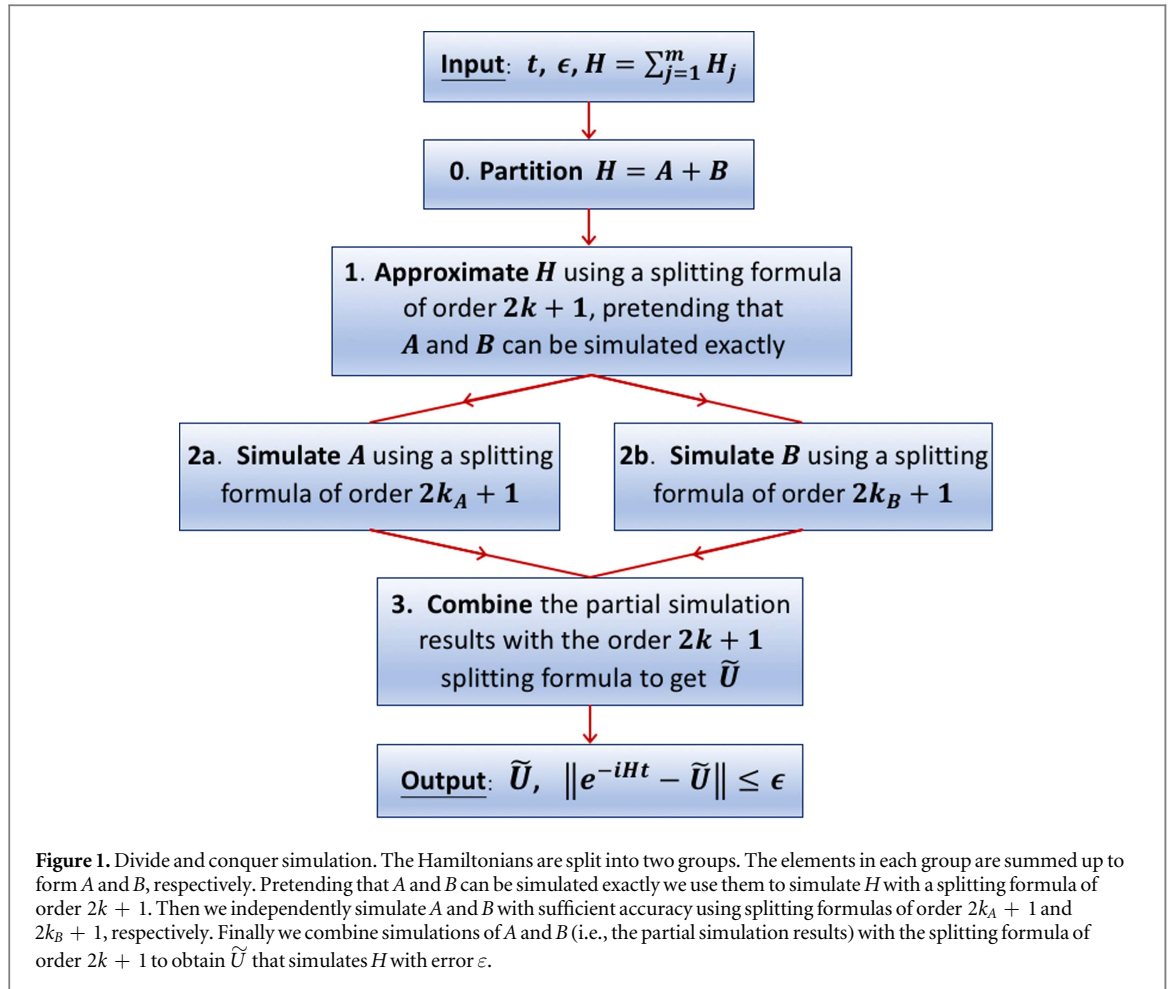 Input: t, ϵ, H = ∑_{j=1}^{m} H_j
0. Partition H = A + B
1. Approximate H using a splitting formula
of order 2k + 1, pretending that
A and B can be simulated exactly
2a. Simulate A using a splitting
formula of order 2k_A + 1
2b. Simulate B using a splitting
formula of order 2k_B + 1
3. Combine the partial simulation
results with the order 2k + 1
splitting formula to get Ũ
Output: Ũ, ‖e^{-iHt} − Ũ‖ ≤ ϵ
Figure 1. Divide and conquer simulation. The Hamiltonians are split into two groups. The elements in each group are summed up to
form A and B, respectively. Pretending that A and B can be simulated exactly we use them to simulate H with a splitting formula of
order 2k + 1. Then we independently simulate A and B with sufficient accuracy using splitting formulas of order 2k_A + 1 and
2k_B + 1, respectively. Finally we combine simulations of A and B (i.e., the partial simulation results) with the splitting formula of
order 2k + 1 to obtain Ũ that simulates H with error ε.